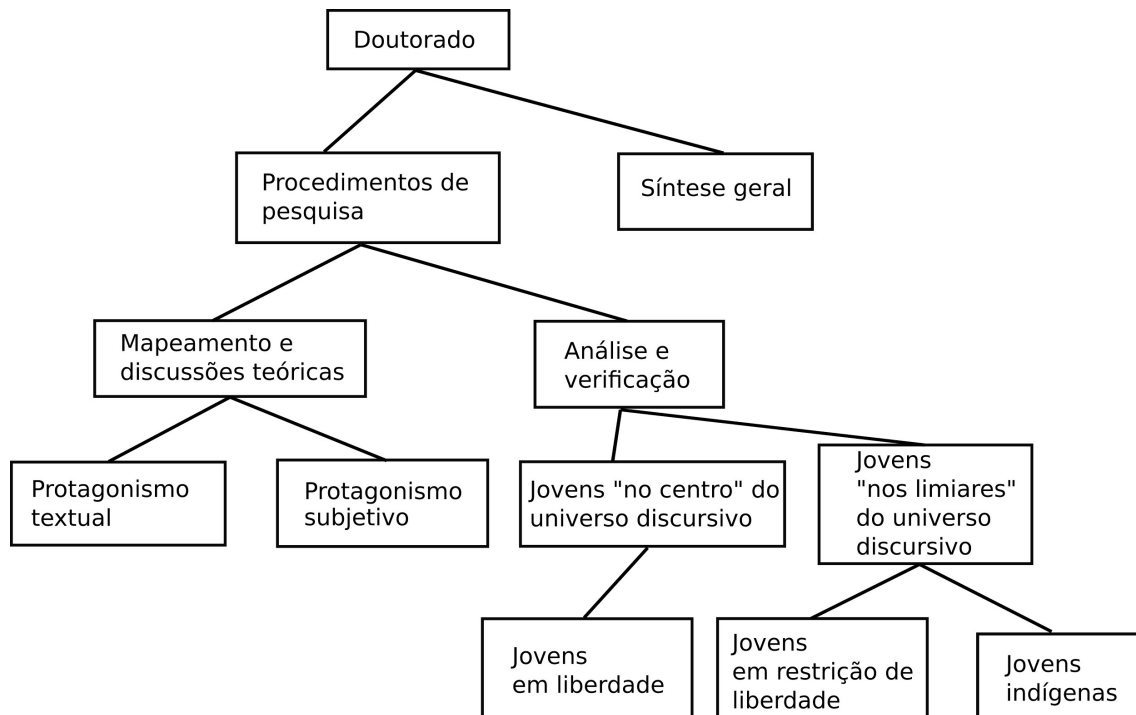 Doutorado
Procedimentos de
pesquisa
Síntese geral
Mapeamento e
discussões teóricas
Análise e
verificação
Protagonismo
textual
Protagonismo
subjetivo
Jovens "no centro" do
universo discursivo
Jovens
"nos limiares"
do universo
discursivo
Jovens
em liberdade
Jovens
em restrição de
liberdade
Jovens
indígenas